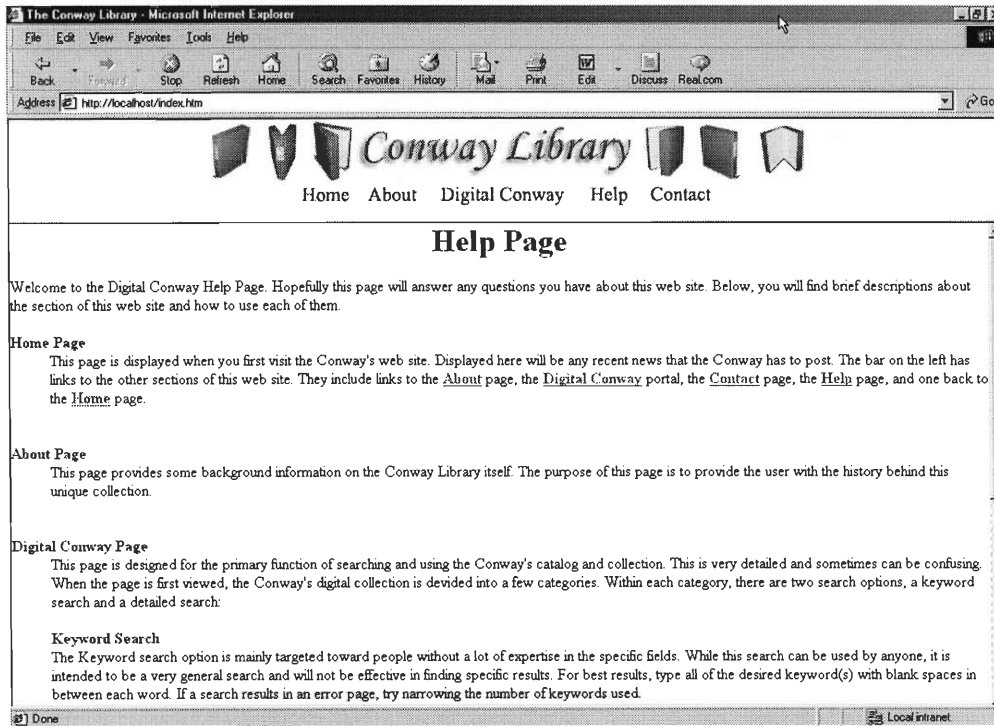 The Conway Library - Microsoft Internet Explorer
File Edit View Favorites Tools Help
Back Forward Stop Refresh Home Search Favorites History Mail Print Edit Discuss Real.com
Address http://localhost/index.htm Go
Conway Library
Home About Digital Conway Help Contact
Help Page
Welcome to the Digital Conway Help Page. Hopefully this page will answer any questions you have about this web site. Below, you will find brief descriptions about
the section of this web site and how to use each of them.
Home Page
This page is displayed when you first visit the Conway's web site. Displayed here will be any recent news that the Conway has to post. The bar on the left has
links to the other sections of this web site. They include links to the About page, the Digital Conway portal, the Contact page, the Help page, and one back to
the Home page.
About Page
This page provides some background information on the Conway Library itself. The purpose of this page is to provide the user with the history behind this
unique collection.
Digital Conway Page
This page is designed for the primary function of searching and using the Conway's catalog and collection. This is very detailed and sometimes can be confusing.
When the page is first viewed, the Conway's digital collection is devided into a few categories. Within each category, there are two search options, a keyword
search and a detailed search:
Keyword Search
The Keyword search option is mainly targeted toward people without a lot of expertise in the specific fields. While this search can be used by anyone, it is
intended to be a very general search and will not be effective in finding specific results. For best results, type all of the desired keyword(s) with blank spaces in
between each word. If a search results in an error page, try narrowing the number of keywords used.
Done Local intranet